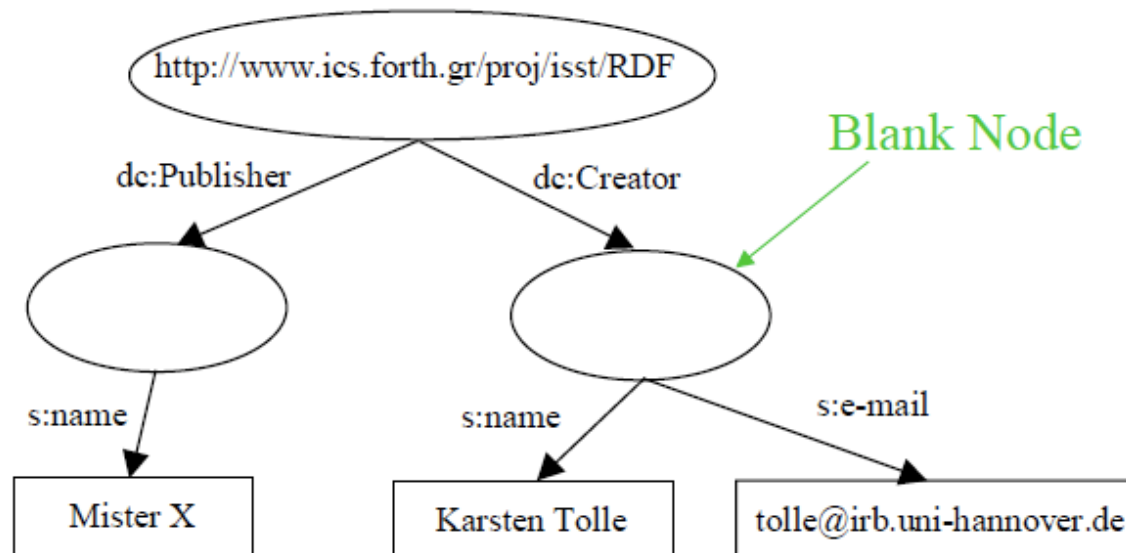 http://www.ics.forth.gr/proj/isst/RDF
Blank Node
dc:Publisher
dc:Creator
s:name
s:name
s:e-mail
Mister X
Karsten Tolle
tolle@irb.uni-hannover.de